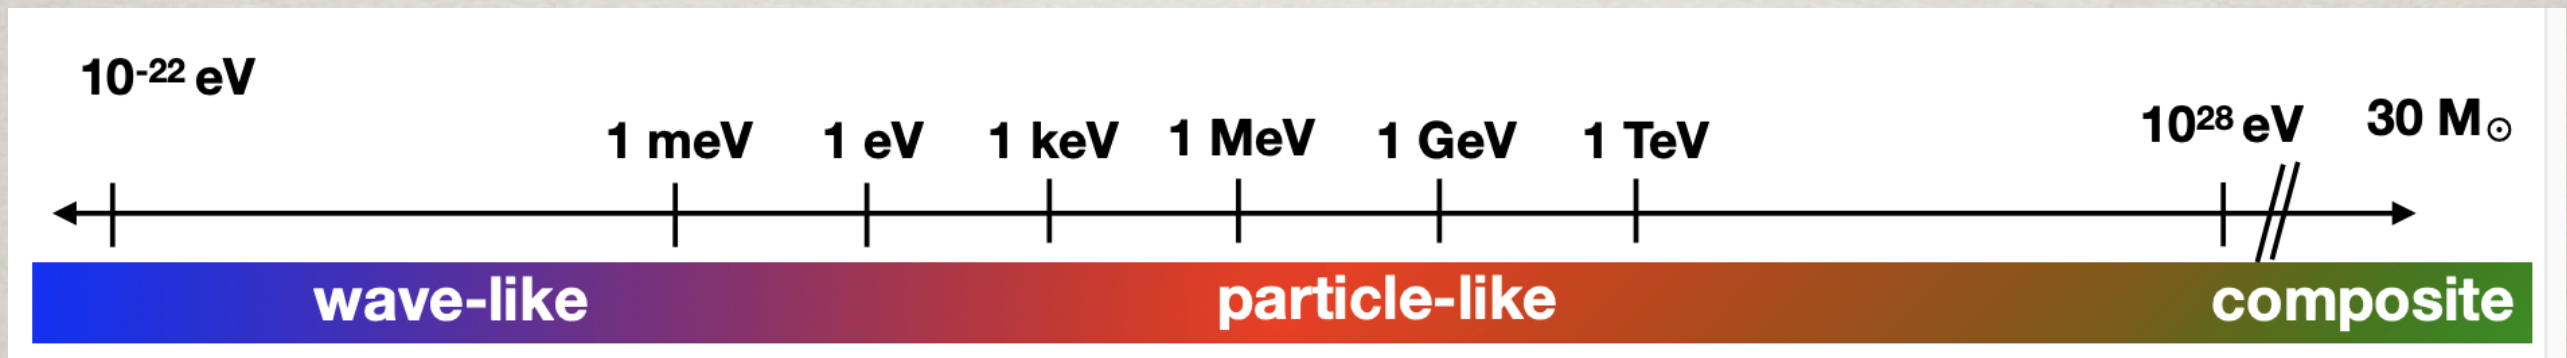 10⁻²² eV
1 meV 1 eV 1 keV 1 MeV 1 GeV 1 TeV 10²⁸ eV 30 M☉
wave-like particle-like composite